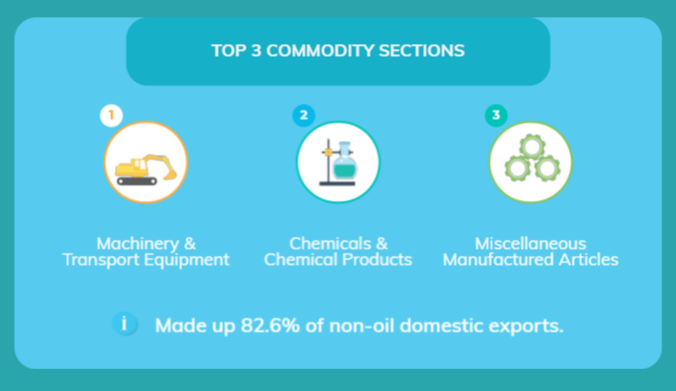 TOP 3 COMMODITY SECTIONS
1
2
3
Machinery &
Transport Equipment
Chemicals &
Chemical Products
Miscellaneous
Manufactured Articles
i
Made up 82.6% of non-oil domestic exports.